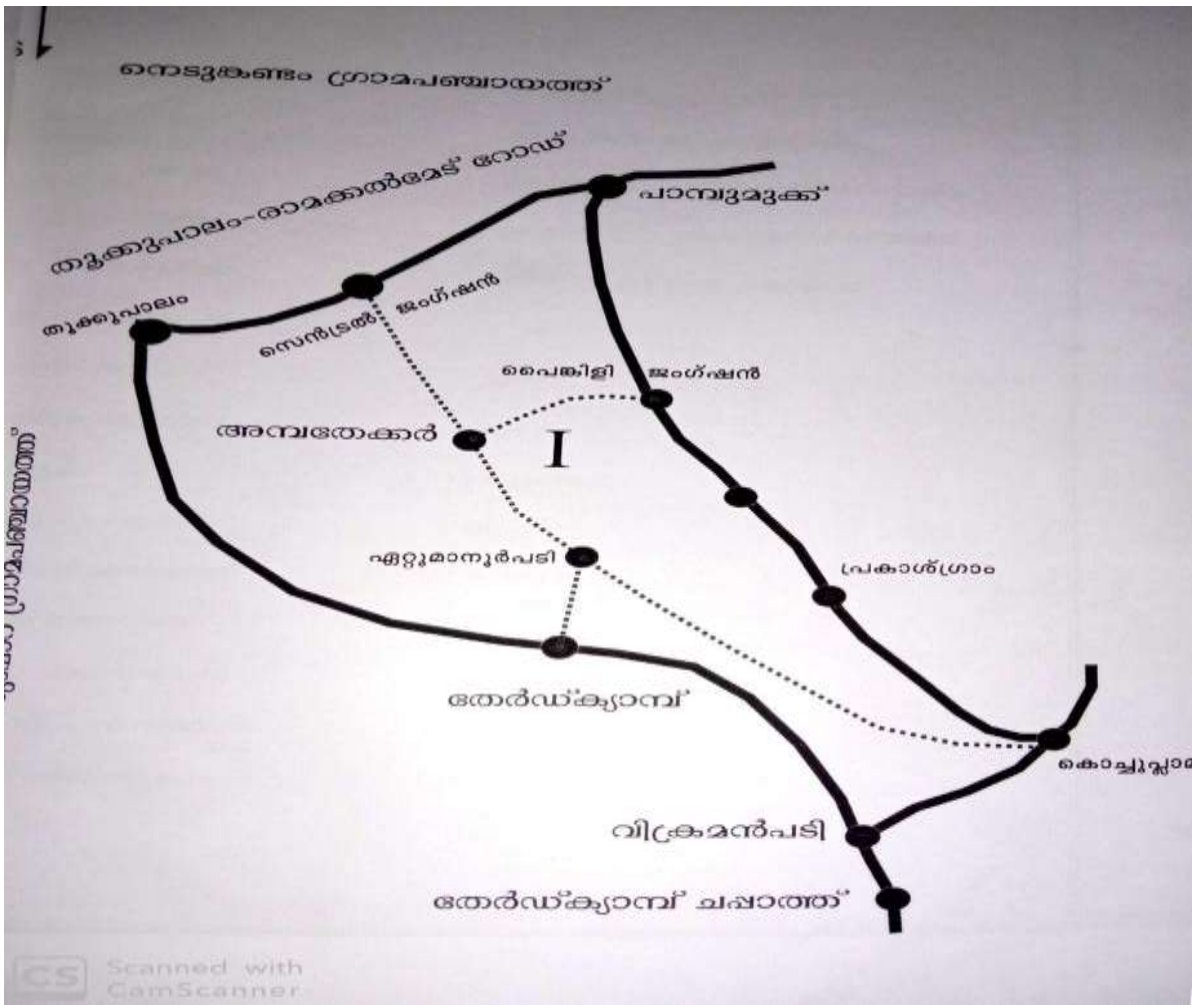 നെടുങ്കണ്ടം ഗ്രാമപഞ്ചായത്ത്
തൂക്കുപാലം-രാമക്കൽമേട് റോഡ്
പാമ്പുമുക്ക്
തൂക്കുപാലം
സെൻട്രൽ ജംഗ്ഷൻ
പൈങ്കിളി ജംഗ്ഷൻ
അമ്പതേക്കർ
I
ഏറ്റുമാനൂർപടി
പ്രകാശ്ഗ്രാം
തേർഡ്ക്യാമ്പ്
കൊച്ചുപ്ലാമ
വിക്രമൻപടി
തേർഡ്ക്യാമ്പ് ചപ്പാത്ത്
CS Scanned with
CamScanner